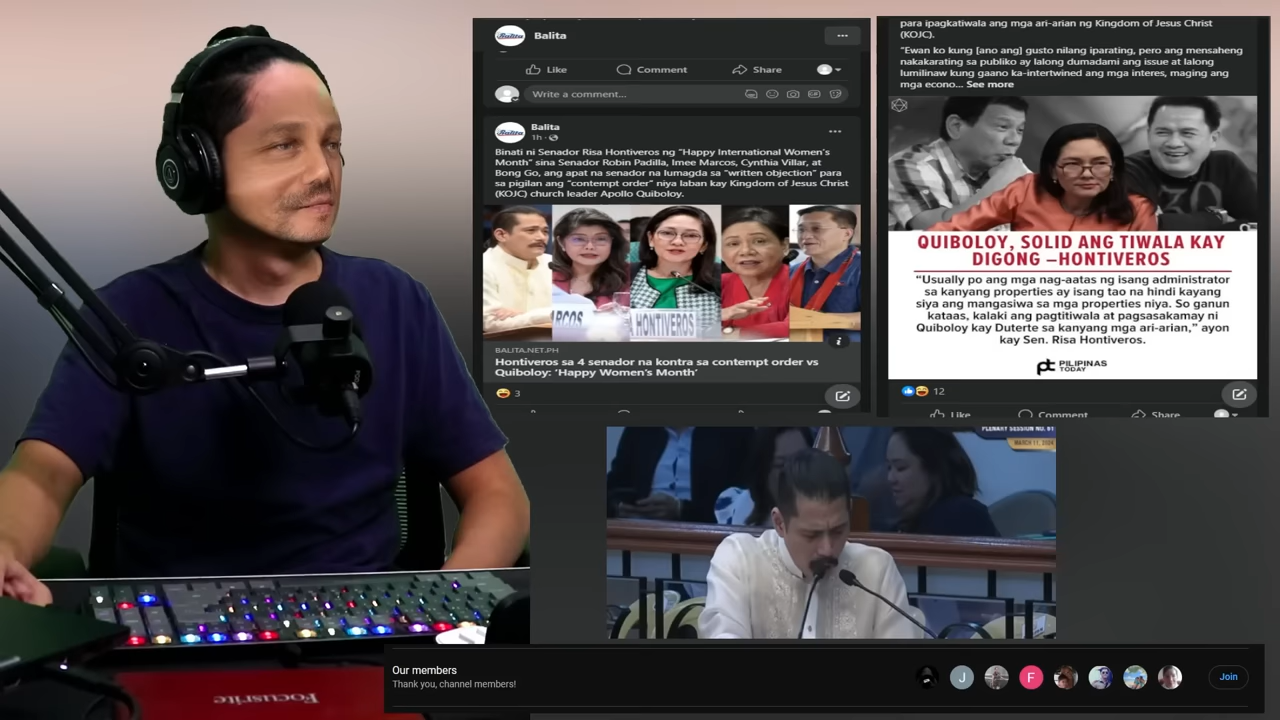 Balita
Balita
Like
Comment
Share
Write a comment...
Balita
Balita
1h ·
Binati ni Senador Risa Hontiveros ng "Happy International Women's
Month" sina Senador Robin Padilla, Imee Marcos, Cynthia Villar, at
Bong Go, ang apat na senador na lumagda sa "written objection" para
sa pigilan ang "contempt order" niya laban kay Kingdom of Jesus Christ
(KOJC) church leader Apollo Quiboloy.
ARCOS
A HONTIVEROS
BALITA.NET.PH
Hontiveros sa 4 senador na kontra sa contempt order vs
Quiboloy: 'Happy Women's Month'
3
para ipagkatiwala ang mga ari-arian ng Kingdom of Jesus Christ
(KOJC).
"Ewan ko kung [ano ang] gusto nilang iparating, pero ang mensaheng
nakakarating sa publiko ay lalong dumadami ang issue at lalong
lumilinaw kung gaano ka-intertwined ang mga interes, maging ang
mga econo... See more
QUIBOLOY, SOLID ANG TIWALA KAY
DIGONG –HONTIVEROS
"Usually po ang mga nag-aatas ng isang administrator
sa kanyang properties ay isang tao na hindi kayang
siya ang mangasiwa sa mga properties niya. So ganun
kataas, kalaki ang pagtitiwala at pagsasakamay ni
Quiboloy kay Duterte sa kanyang mga ari-arian," ayon
kay Sen. Risa Hontiveros.
pt PILIPINAS
TODAY
12
Like
Comment
Share
PLENARY SESSION NO. 61
MARCH 11, 2024
Our members
Thank you, channel members!
J
F
Join
Focusrite